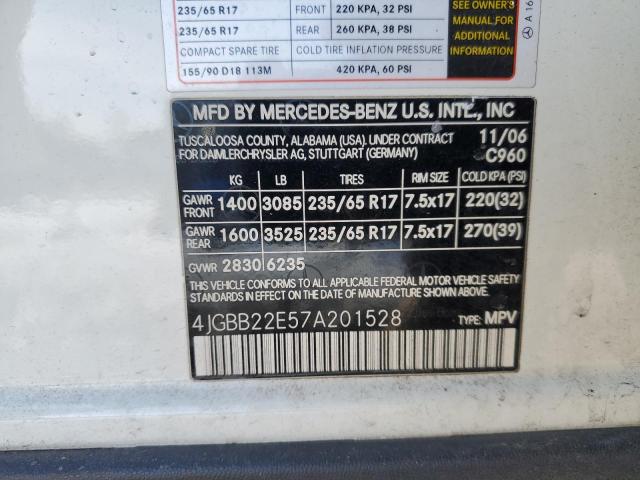 235/65 R17 FRONT 220 KPA, 32 PSI
235/65 R17 REAR 260 KPA, 38 PSI
COMPACT SPARE TIRE COLD TIRE INFLATION PRESSURE
155/90 D18 113M 420 KPA, 60 PSI
SEE OWNER'S
MANUAL FOR
ADDITIONAL
INFORMATION
A 16
MFD BY MERCEDES-BENZ U.S. INTL., INC
TUSCALOOSA COUNTY, ALABAMA (USA). UNDER CONTRACT 11/06
FOR DAIMLERCHRYSLER AG, STUTTGART (GERMANY) C960
KG LB TIRES RIM SIZE COLD KPA (PSI)
GAWR FRONT 1400 3085 235/65 R17 7.5x17 220(32)
GAWR REAR 1600 3525 235/65 R17 7.5x17 270(39)
GVWR 2830 6235
THIS VEHICLE CONFORMS TO ALL APPLICABLE FEDERAL MOTOR VEHICLE SAFETY
STANDARDS IN EFFECT ON THE DATE OF MANUFACTURE SHOWN ABOVE.
4JGBB22E57A201528 TYPE: MPV